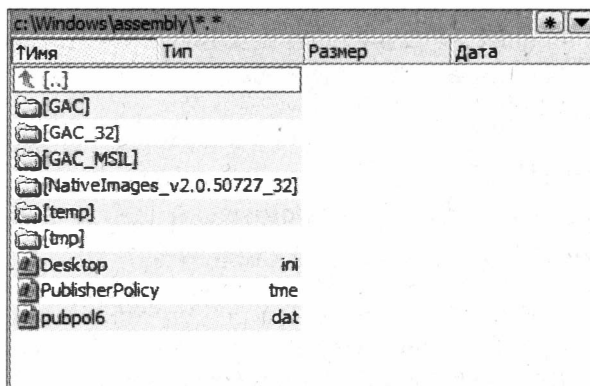 c:\Windows\assembly\*.* * ▼
↑Имя Тип Размер Дата
[..]
[GAC]
[GAC_32]
[GAC_MSIL]
[NativeImages_v2.0.50727_32]
[temp]
[tmp]
Desktop ini
PublisherPolicy tme
pubpol6 dat